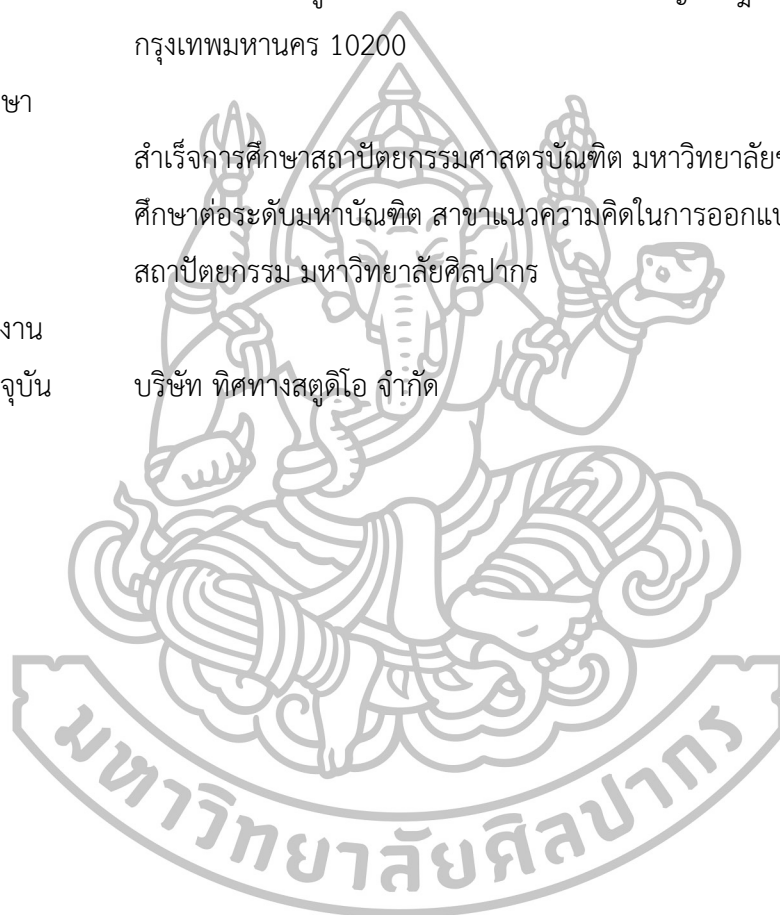 กรุงเทพมหานคร 10200
ษา
สำเร็จการศึกษาสถาปัตยกรรมศาสตรบัณฑิต มหาวิทยาลัย
ศึกษาต่อระดับมหาบัณฑิต สาขาแนวความคิดในการออกแ
สถาปัตยกรรม มหาวิทยาลัยศิลปากร
งาน
จุบัน บริษัท ทิศทางสตูดิโอ จำกัด
มหาวิทยาลัยศิลปากร